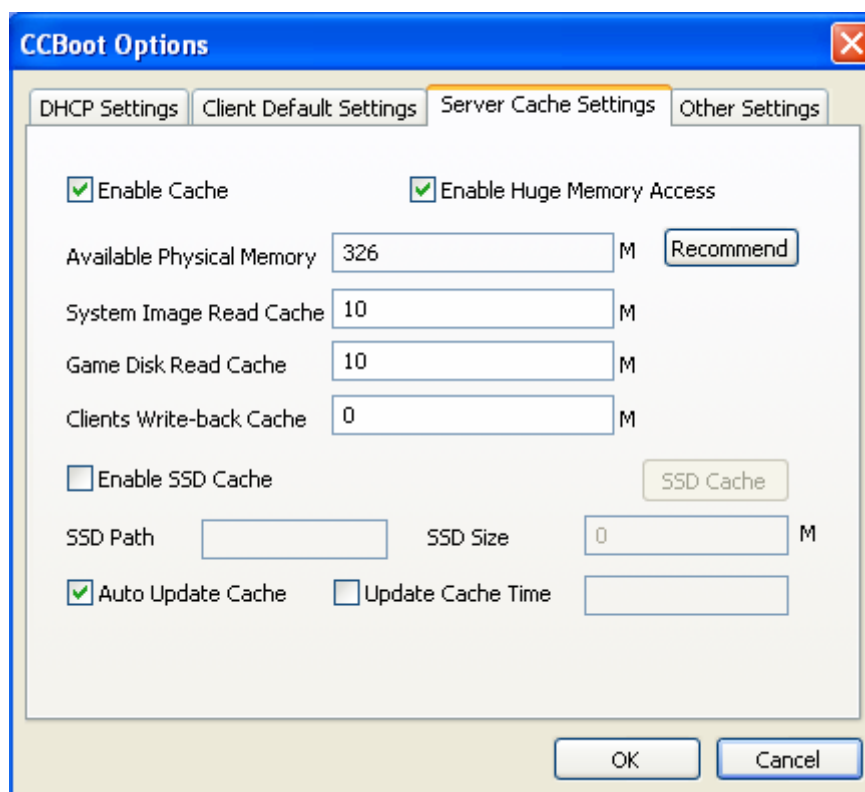 CCBoot Options
DHCP Settings Client Default Settings Server Cache Settings Other Settings
Enable Cache Enable Huge Memory Access
Available Physical Memory 326 M Recommend
System Image Read Cache 10 M
Game Disk Read Cache 10 M
Clients Write-back Cache 0 M
Enable SSD Cache SSD Cache
SSD Path SSD Size 0 M
Auto Update Cache Update Cache Time
OK Cancel